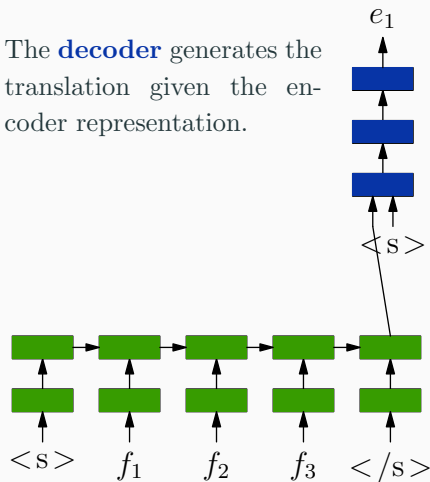 e₁
The decoder generates the
translation given the en-
coder representation.
<s>
<s> f₁ f₂ f₃ </s>